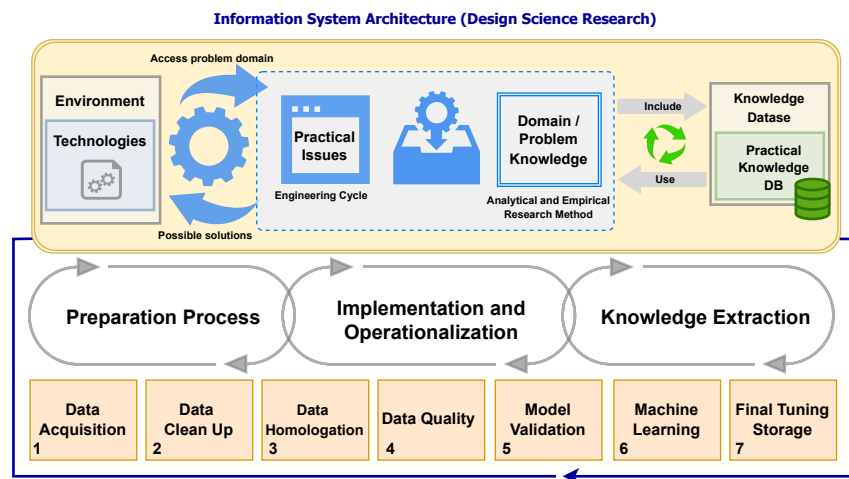 Information System Architecture (Design Science Research)
Access problem domain
Environment
Technologies
Possible solutions
Practical
Issues
Engineering Cycle
Domain /
Problem
Knowledge
Analytical and Empirical
Research Method
Include
Use
Knowledge
Datase
Practical
Knowledge
DB
Preparation Process
Implementation and
Operationalization
Knowledge Extraction
Data
Acquisition
1
Data
Clean Up
2
Data
Homologation
3
Data Quality
4
Model
Validation
5
Machine
Learning
6
Final Tuning
Storage
7